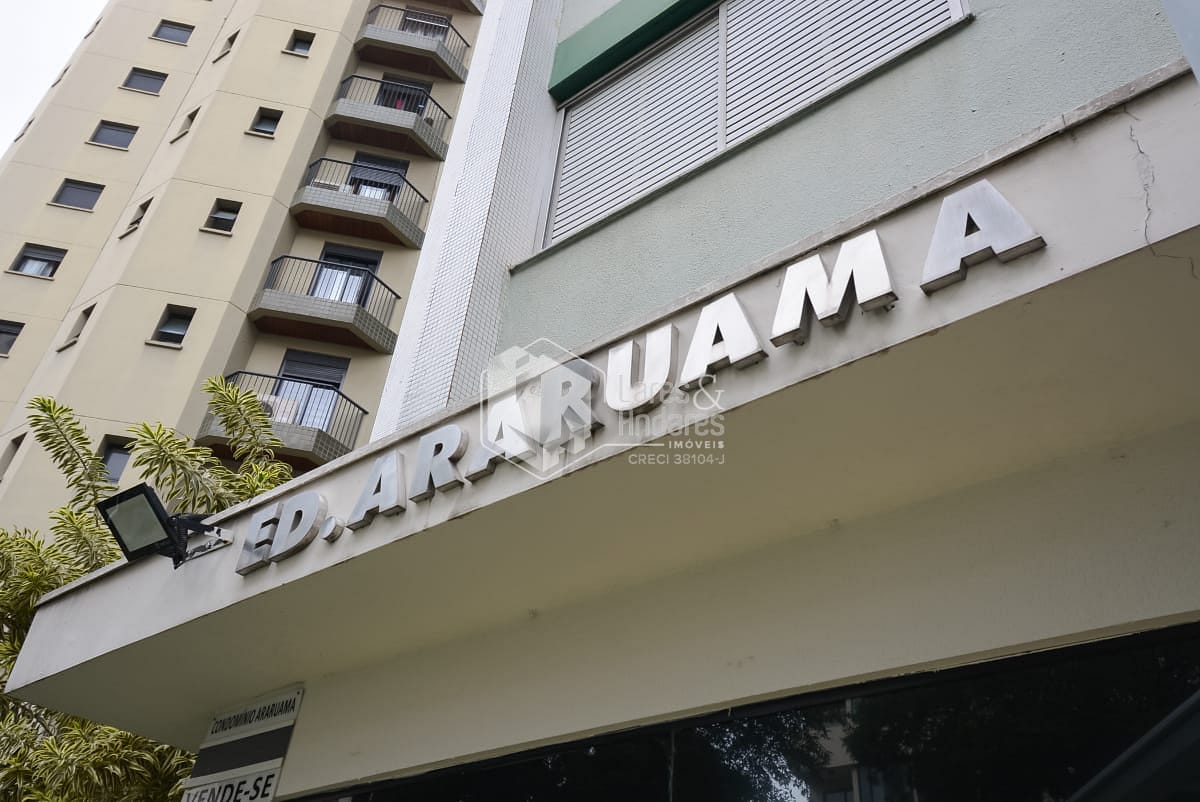 ED. ARARUAMA
Lares &
Andares
IMÓVEIS
CRECI 38104-J
CONDOMÍNIO ARARUAMA
VENDE-SE